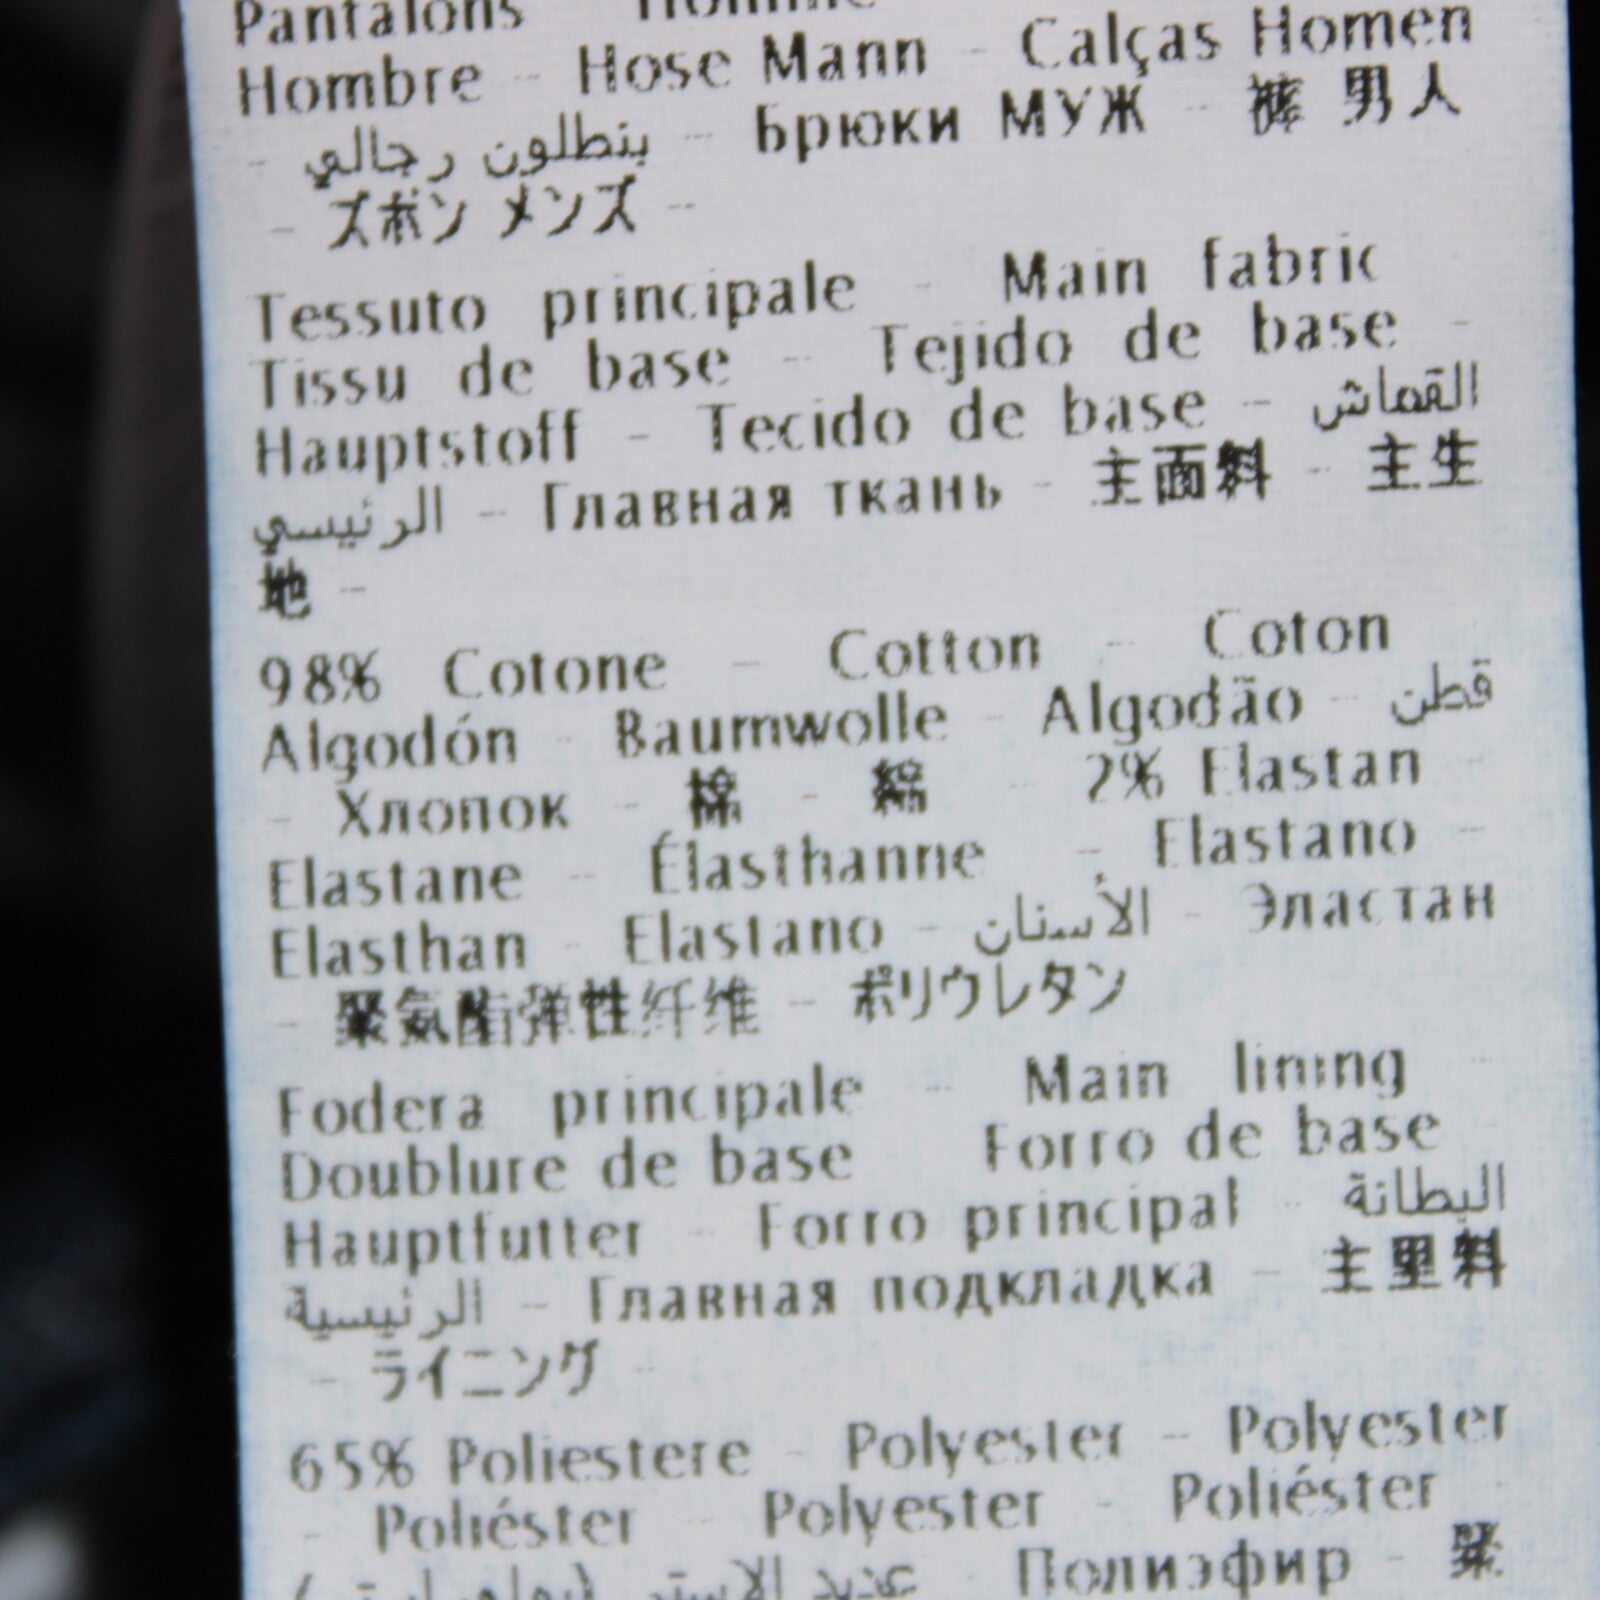 Pantalons Homme
Hombre - Hose Mann - Calças Homen
- بنطلون رجالي - Брюки МУЖ - 裤 男人
- ズボン メンズ -
Tessuto principale - Main fabric
Tissu de base - Tejido de base -
Hauptstoff - Tecido de base - القماش
الرئيسي - Главная ткань - 主面料 - 主生
地 -
98% Cotone - Cotton - Coton
Algodón - Baumwolle - Algodão - قطن
- Хлопок - 棉 - 綿 - 2% Elastan
Elastane - Élasthanne - Elastano -
Elasthan - Elastano - الأستان - Эластан
- 聚氨酯弹性纤维 - ポリウレタン
Fodera principale - Main lining -
Doublure de base Forro de base
Hauptfutter - Forro principal - البطانة
الرئيسية - Главная подкладка - 主里料
- ライニング -
65% Poliestere - Polyester - Polyester
- Poliéster - Polyester - Poliéster -
Полиэфир - 聚